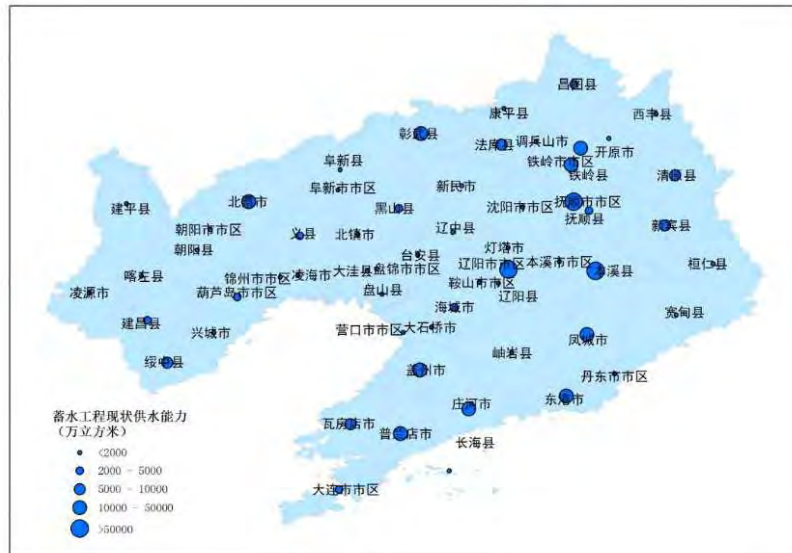 昌图县
康平县
西丰县
彰武县
法库县
调兵山市
开原市
铁岭市市区
铁岭县
阜新县
清原县
阜新市市区
新民市
建平县
北票市
黑山县
沈阳市市区
抚顺市市区
抚顺县
朝阳市市区
义县
北镇市
辽中县
新宾县
朝阳县
灯塔市
台安县
辽阳市市区
本溪市市区
本溪县
桓仁县
喀左县
锦州市市区
凌海市
大洼县
盘锦市市区
凌源市
葫芦岛市市区
盘山县
鞍山市市区
辽阳县
建昌县
兴城市
海城市
宽甸县
营口市市区
大石桥市
凤城市
绥中县
岫岩县
盖州市
丹东市市区
庄河市
东港市
蓄水工程现状供水能力
(万立方米)
瓦房店市
普兰店市
长海县
<2000
2000 - 5000
5000 - 10000
大连市市区
10000 - 50000
>50000